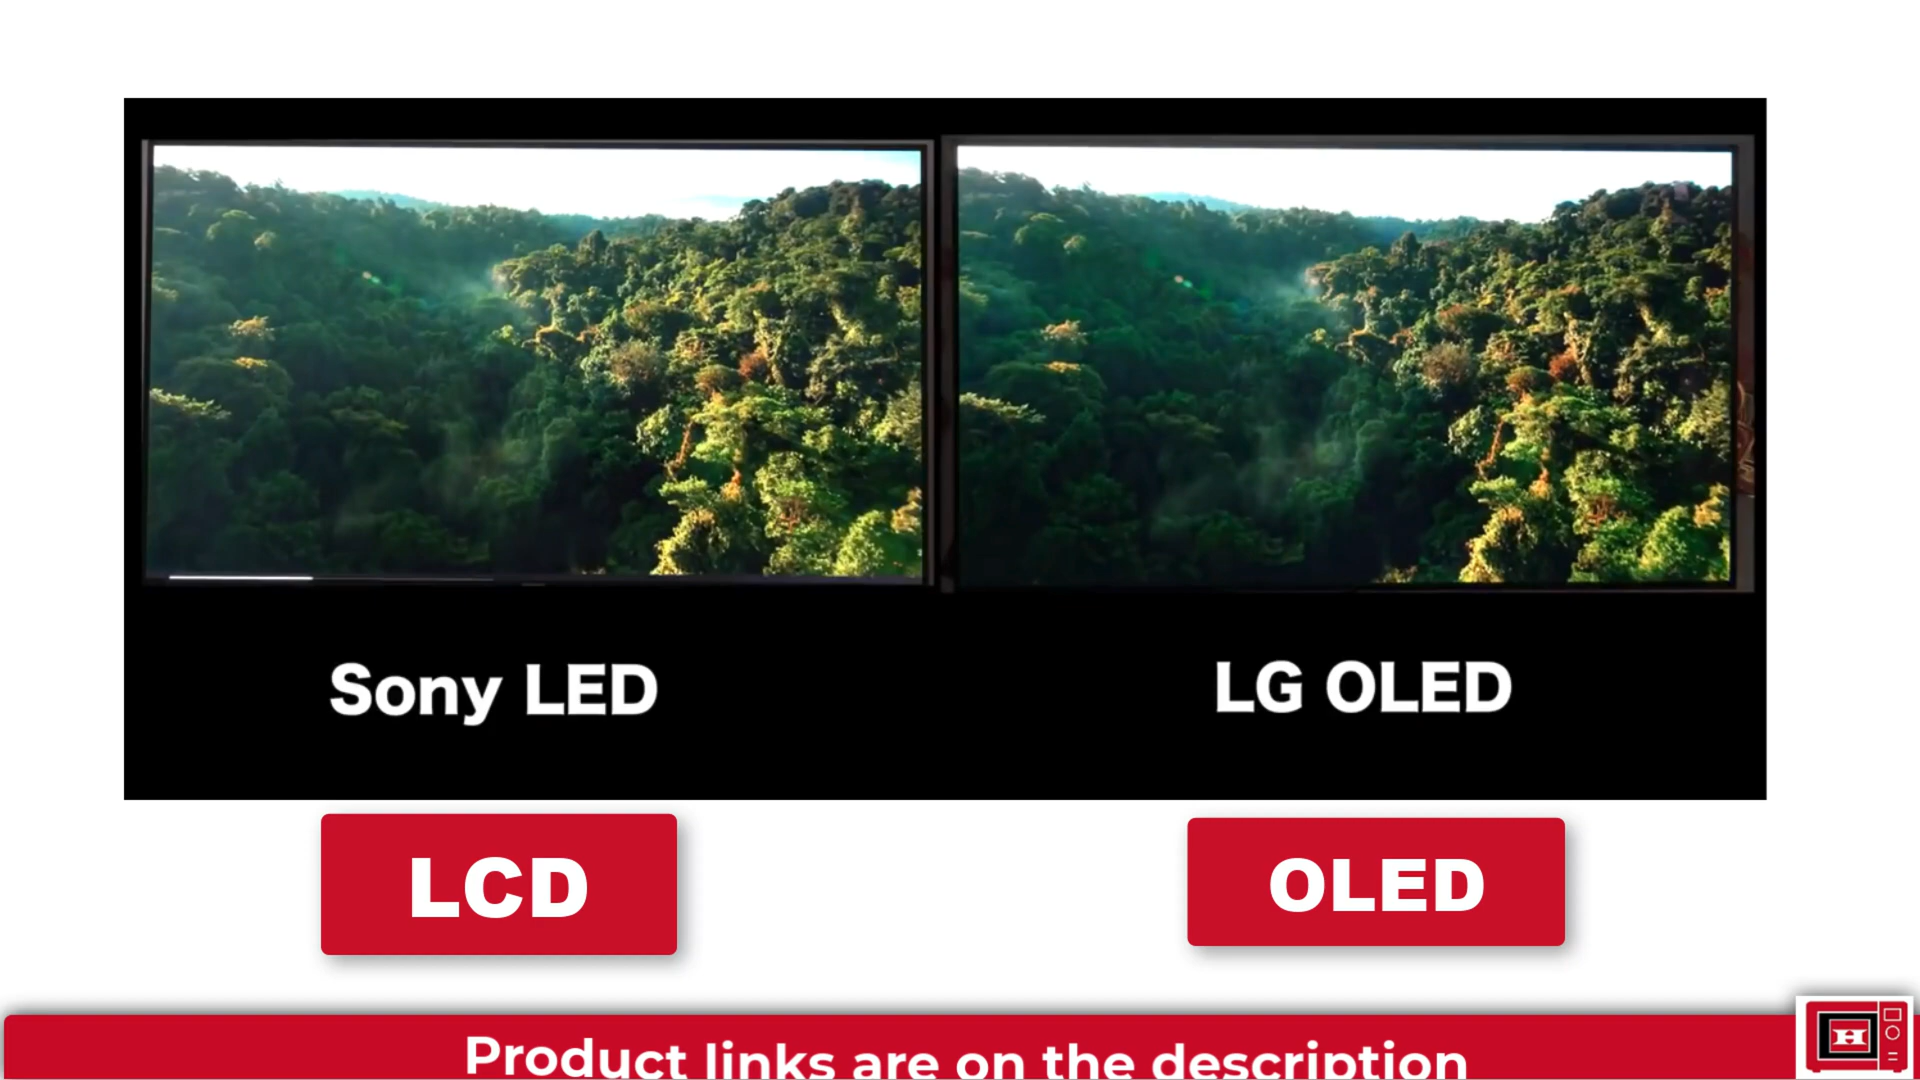 Sony LED
LG OLED
LCD
OLED
Product links are on the description
H